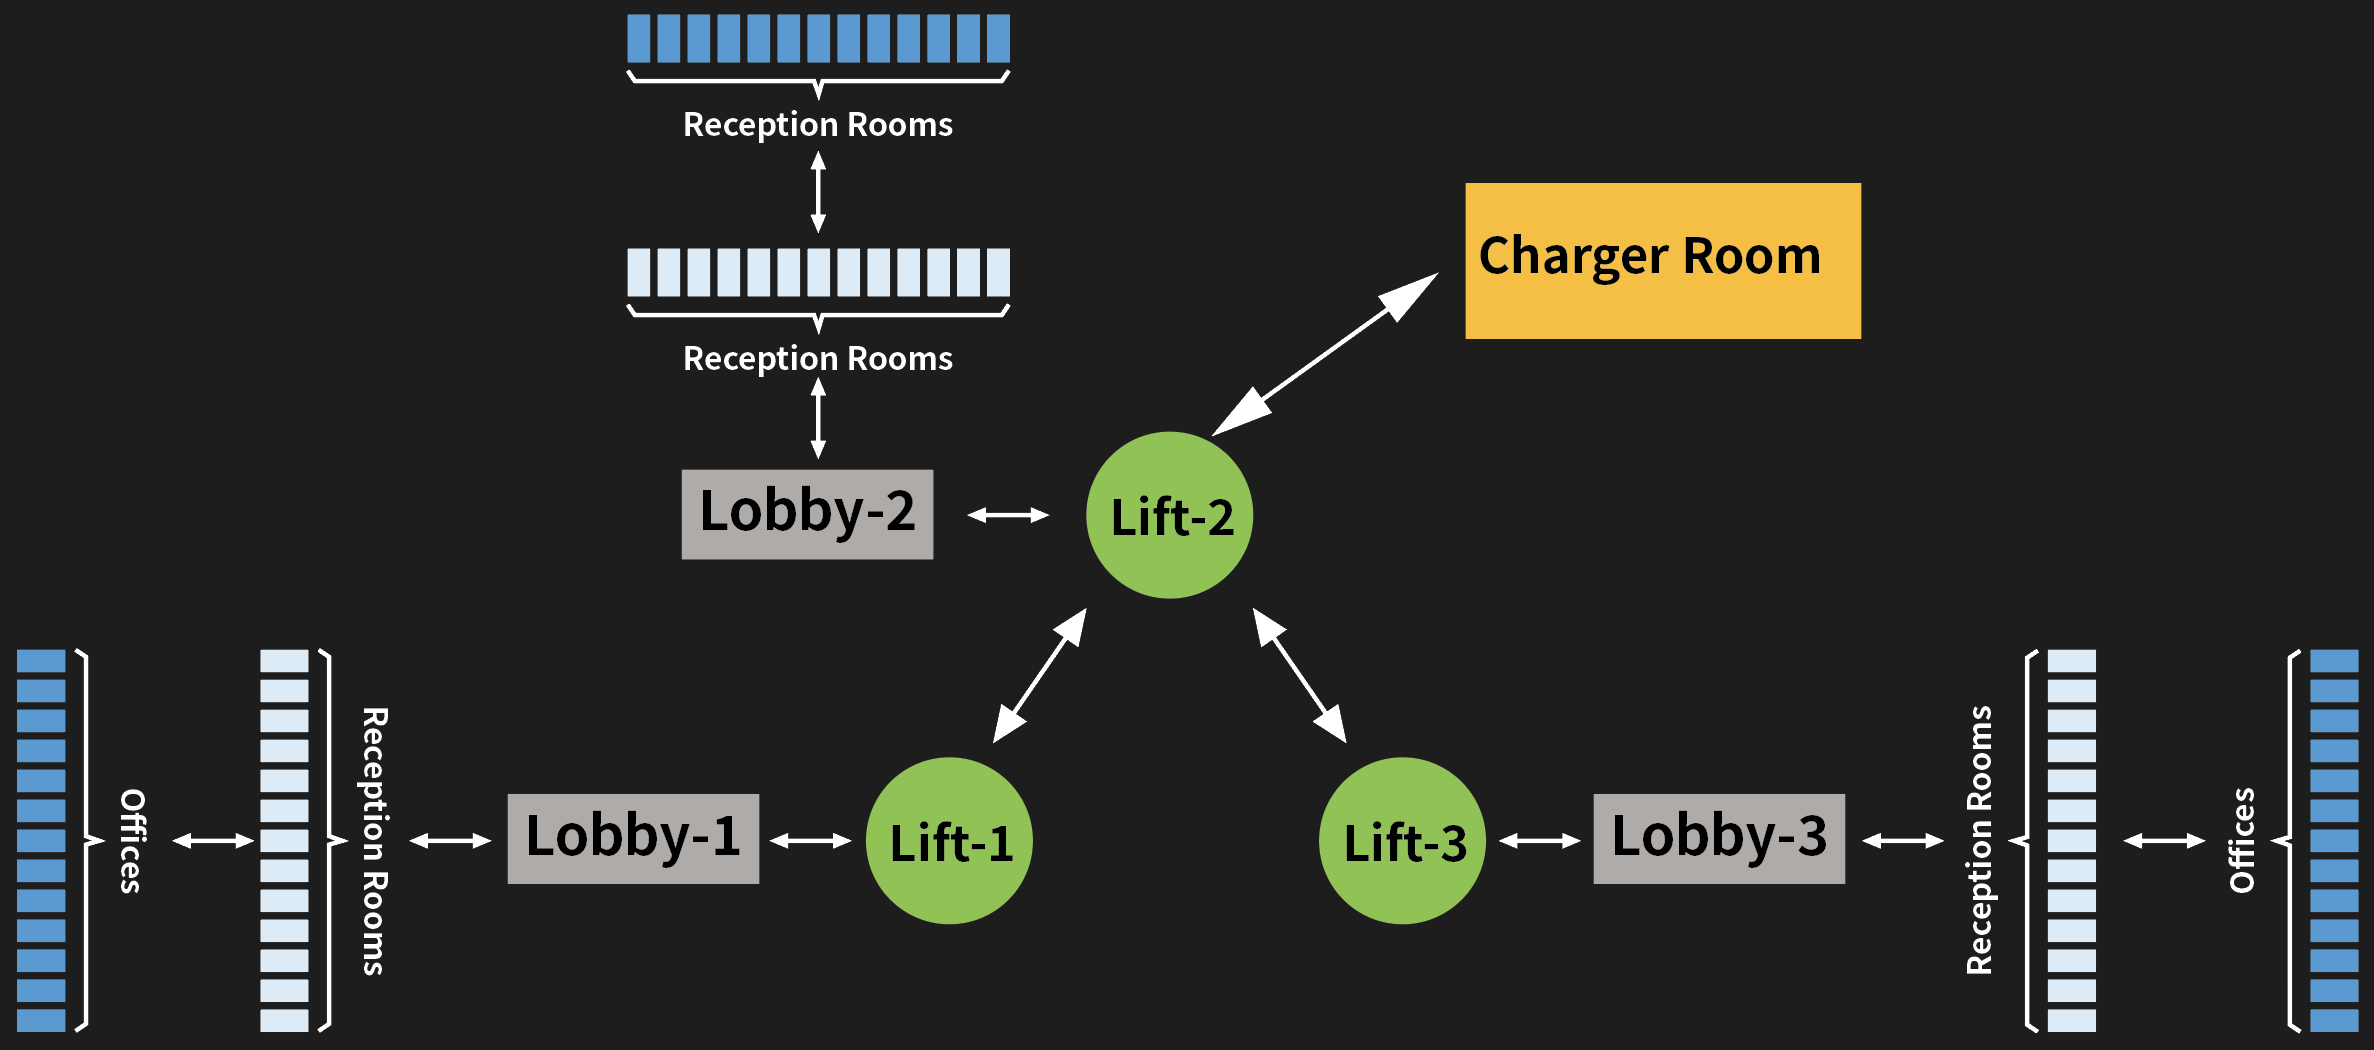 Reception Rooms
Reception Rooms
Charger Room
Lobby-2
Lift-2
Offices
Reception Rooms
Lobby-1
Lift-1
Lift-3
Lobby-3
Reception Rooms
Offices